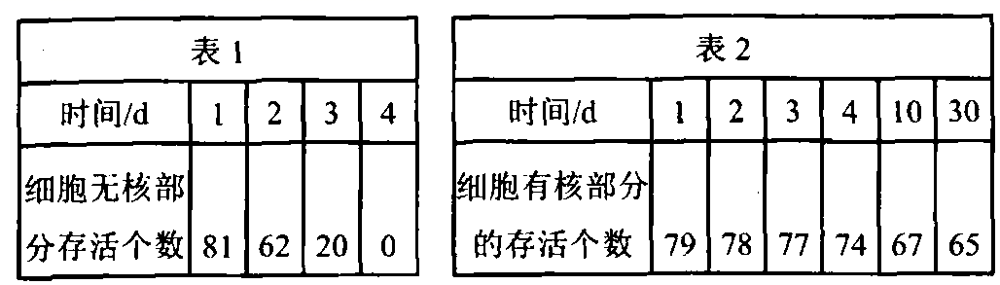 表 1
时间/d 1 2 3 4
细胞无核部
分存活个数 81 62 20 0
表 2
时间/d 1 2 3 4 10 30
细胞有核部分
的存活个数 79 78 77 74 67 65